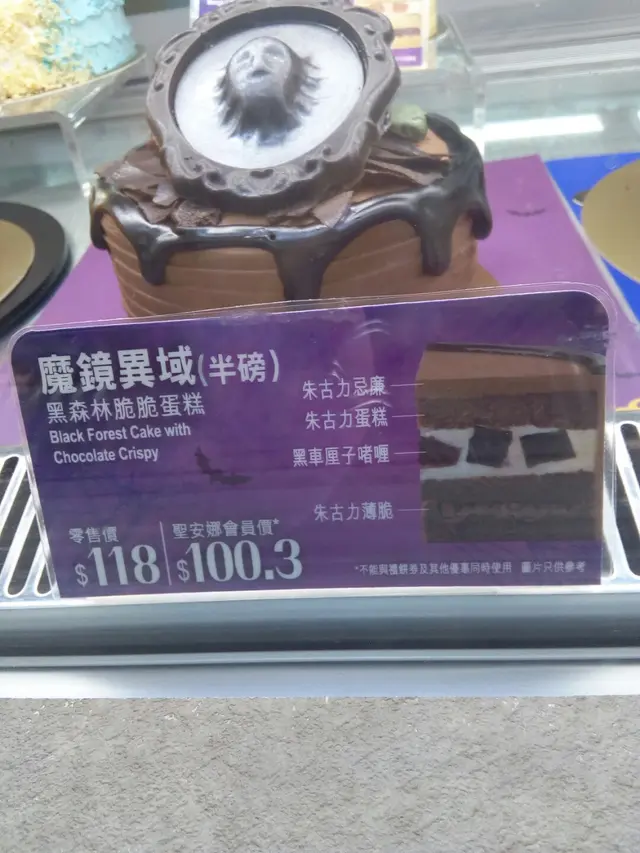 魔鏡異域(半磅)
黑森林脆脆蛋糕
Black Forest Cake with
Chocolate Crispy
朱古力忌廉
朱古力蛋糕
黑車厘子啫喱
朱古力薄脆
零售價
$118
聖安娜會員價*
$100.3
*不能與禮餅券及其他優惠同時使用 圖片只供參考